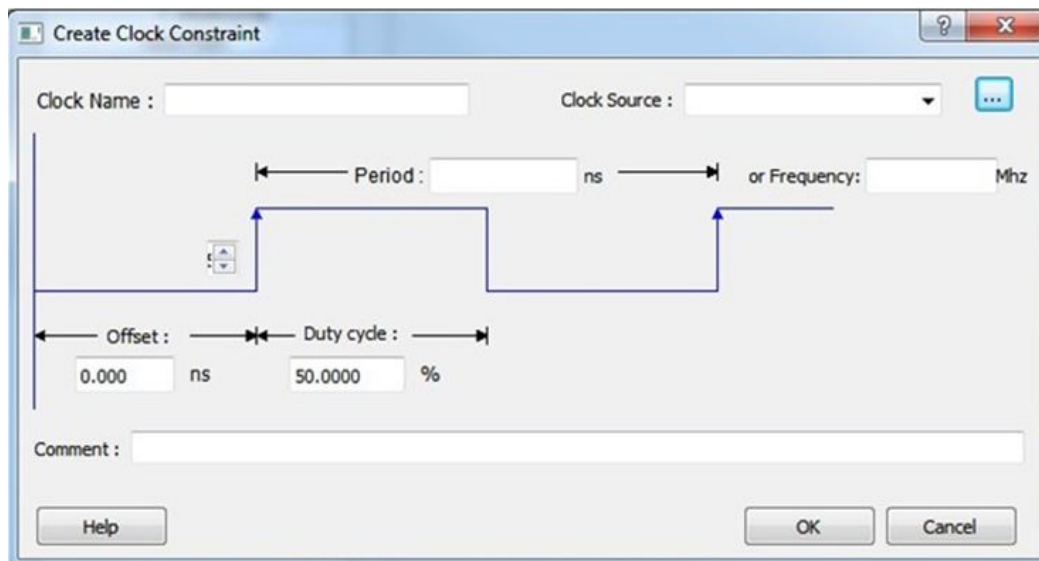 Create Clock Constraint
Clock Name : Clock Source : ...
Period : ns or Frequency: Mhz
Offset : Duty cycle :
0.000 ns 50.0000 %
Comment :
Help OK Cancel